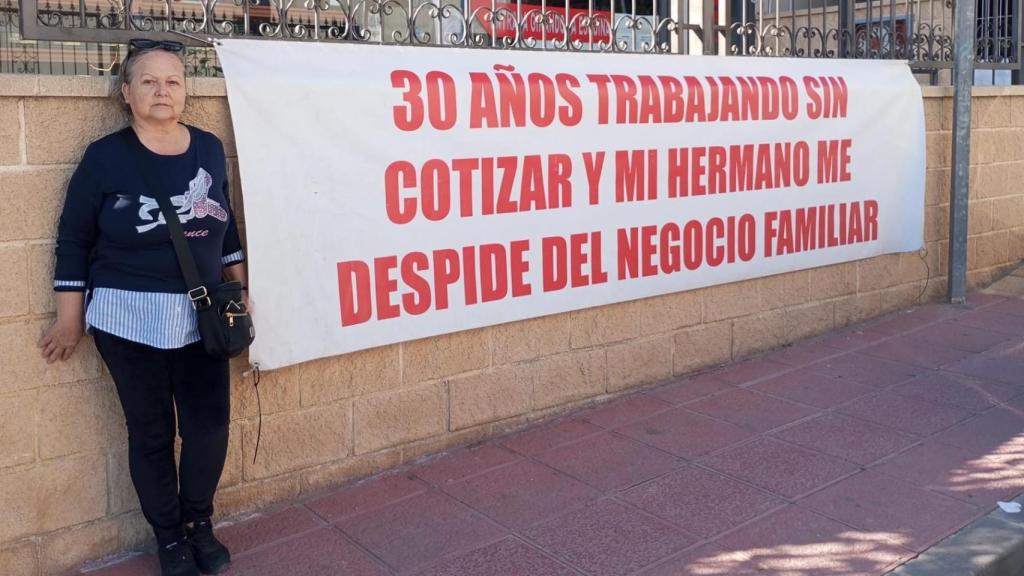 30 AÑOS TRABAJANDO SIN
COTIZAR Y MI HERMANO ME
DESPIDE DEL NEGOCIO FAMILIAR